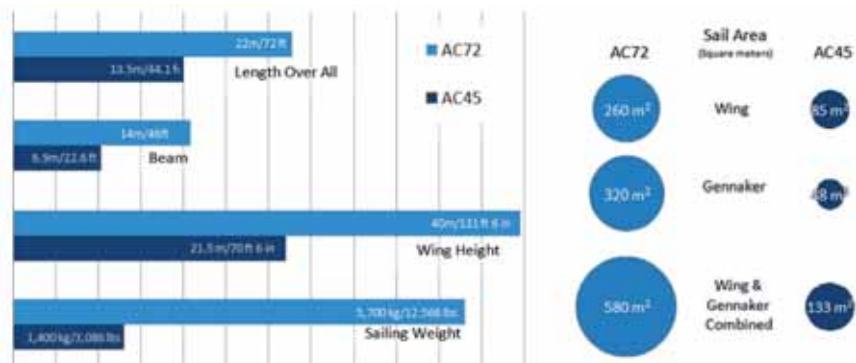 22m/72 ft
13.5m/44.1 ft
Length Over All
14m/46ft
6.9m/22.6 ft
Beam
40m/131 ft 6 in
21.5m/70 ft 6 in
Wing Height
5,700 kg/12,566 lbs
1,400 kg/3,086 lbs
Sailing Weight
AC72
AC45
Sail Area
AC72
(Square meters)
AC45
260 m²
Wing
85 m²
320 m²
Gennaker
48 m²
580 m²
Wing &
Gennaker
Combined
133 m²